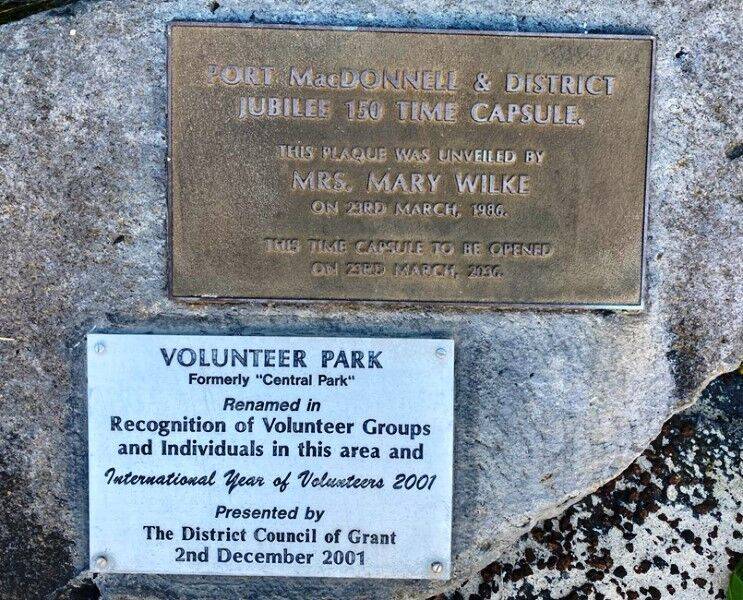 PORT MacDONNELL & DISTRICT
JUBILEE 150 TIME CAPSULE.
THIS PLAQUE WAS UNVEILED BY
MRS. MARY WILKE
ON 23RD MARCH, 1986.
THIS TIME CAPSULE TO BE OPENED
ON 23RD MARCH, 2036.
VOLUNTEER PARK
Formerly "Central Park"
Renamed in
Recognition of Volunteer Groups
and Individuals in this area and
International Year of Volunteers 2001
Presented by
The District Council of Grant
2nd December 2001